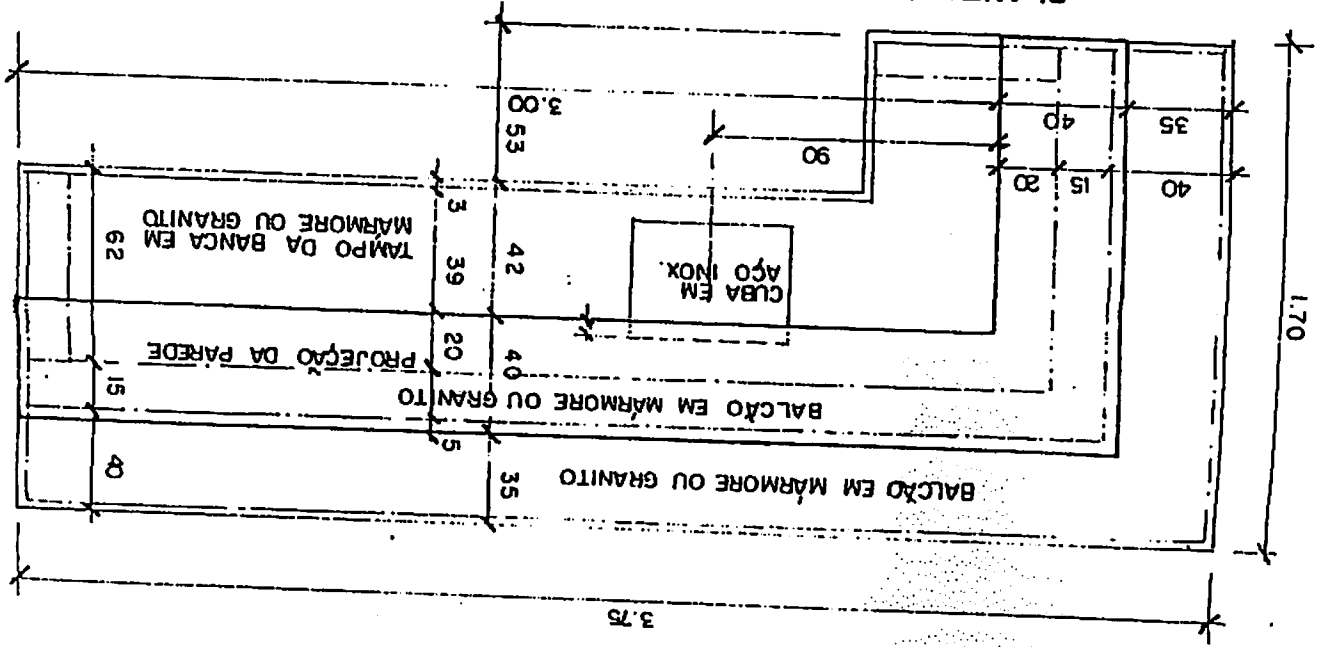 3.75
1.70
BALCÃO EM MÁRMORE OU GRANITO
35
40
BALCÃO EM MÁRMORE OU GRANITO
5
15
40
20
PROJEÇÃO DA PAREDE
CUBA EM
AÇO INOX.
42
39
3
TAMPO DA BANCA EM
MÁRMORE OU GRANITO
62
40
15
20
90
53
35
40
3.00